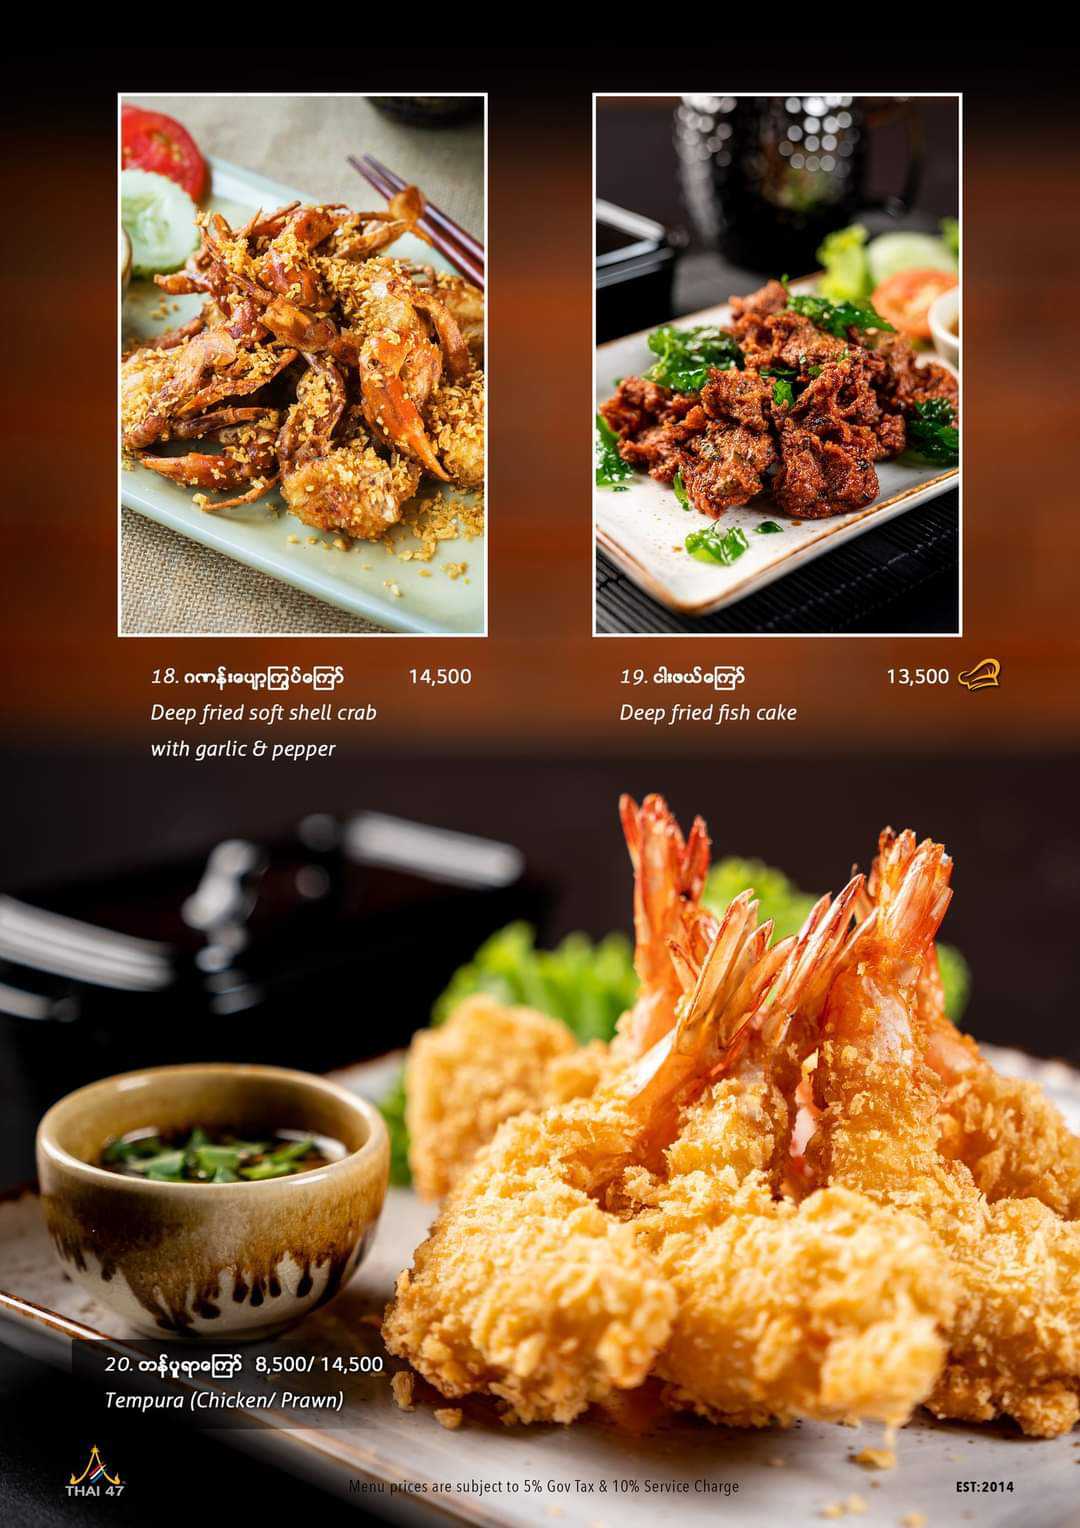 18. ဂဏန်းပျော့ကြွပ်ကြော် 14,500
Deep fried soft shell crab
with garlic & pepper
19. ငါးဖယ်ကြော် 13,500
Deep fried fish cake
20. တန်ပူရာကြော် 8,500/ 14,500
Tempura (Chicken/ Prawn)
THAI 47
Menu prices are subject to 5% Gov Tax & 10% Service Charge
EST:2014